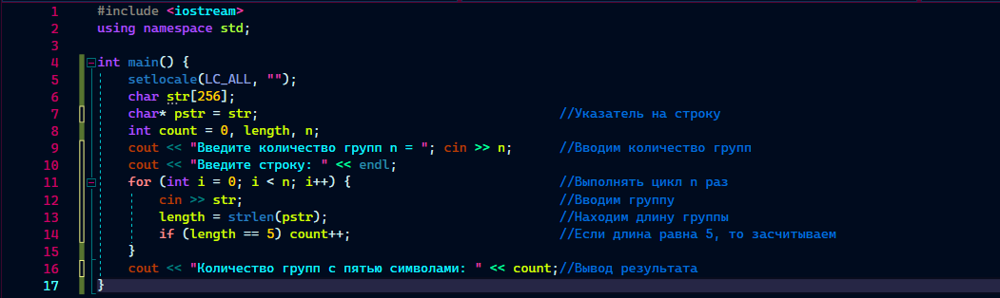 1 #include <iostream>
2 using namespace std;
3
4 int main() {
5 setlocale(LC_ALL, "");
6 char str[256];
7 char* pstr = str; //Указатель на строку
8 int count = 0, length, n;
9 cout << "Введите количество групп n = "; cin >> n; //Вводим количество групп
10 cout << "Введите строку: " << endl;
11 for (int i = 0; i < n; i++) { //Выполнять цикл n раз
12 cin >> str; //Вводим группу
13 length = strlen(pstr); //Находим длину группы
14 if (length == 5) count++; //Если длина равна 5, то засчитываем
15 }
16 cout << "Количество групп с пятью символами: " << count;//Вывод результата
17 }